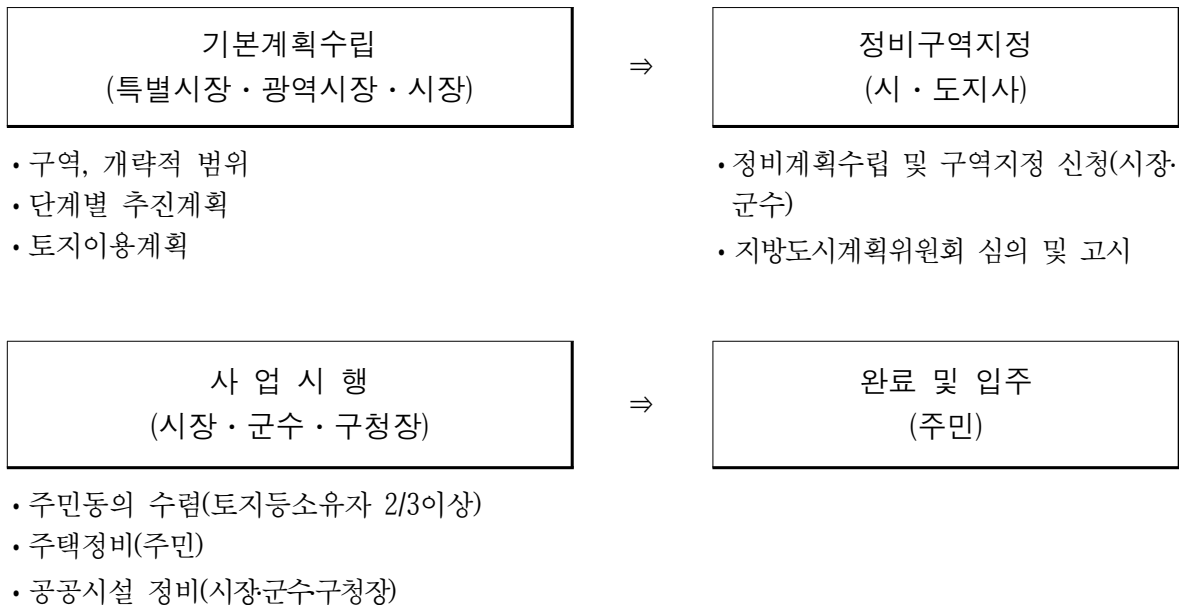 기본계획수립
(특별시장・광역시장・시장)
⇒
정비구역지정
(시・도지사)
・구역, 개략적 범위
・단계별 추진계획
・토지이용계획
・정비계획수립 및 구역지정 신청(시장·
군수)
・지방도시계획위원회 심의 및 고시
사 업 시 행
(시장・군수・구청장)
⇒
완료 및 입주
(주민)
・주민동의 수렴(토지등소유자 2/3이상)
・주택정비(주민)
・공공시설 정비(시장·군수·구청장)